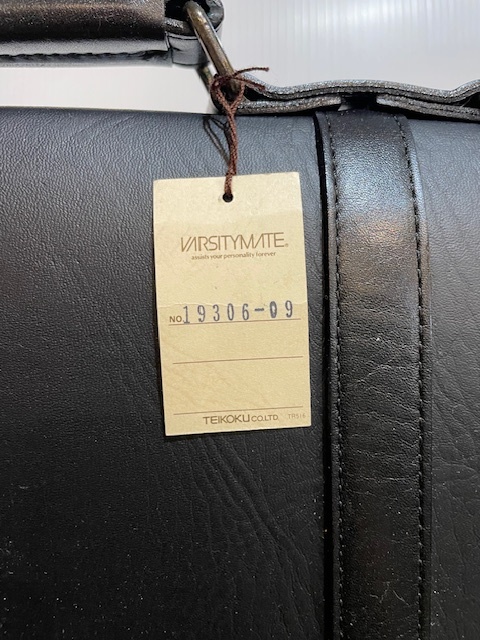 VARSITYMATE®
assists your personality forever
NO. 19306-09
TEIKOKU CO.LTD.